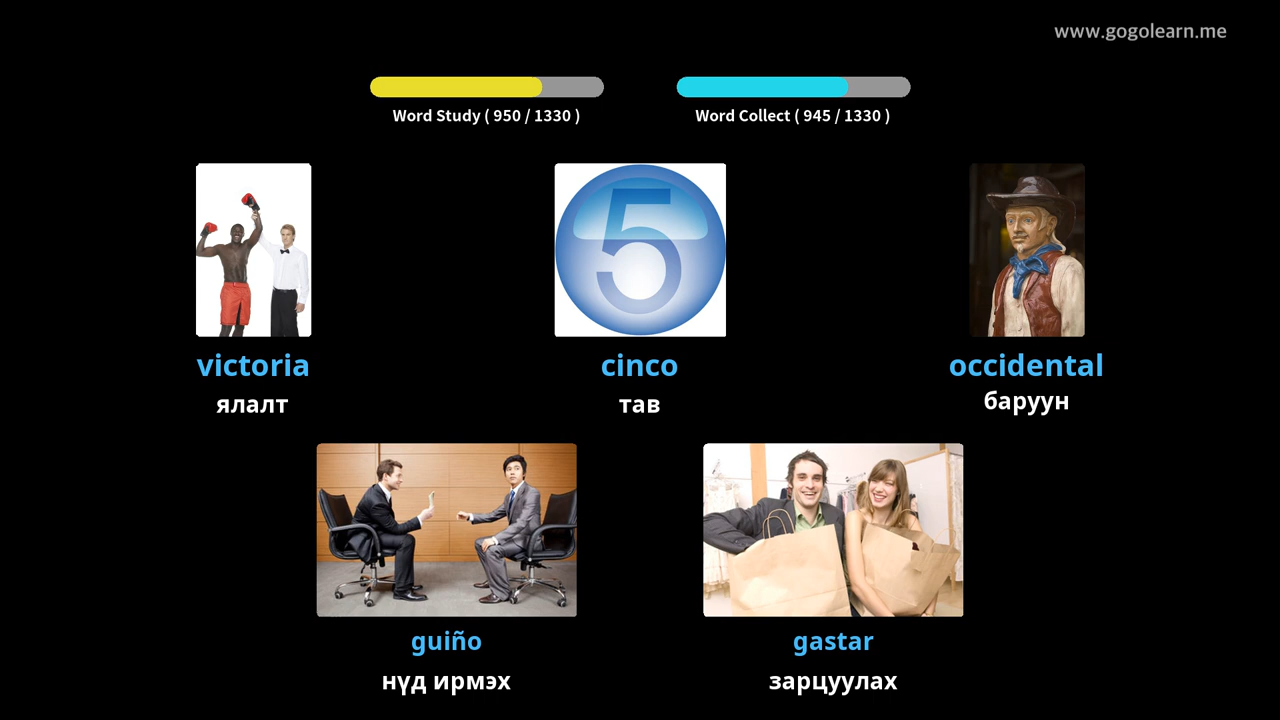 www.gogolearn.me
Word Study ( 950 / 1330 )
Word Collect ( 945 / 1330 )
5
victoria
cinco
occidental
ялалт
тав
баруун
guiño
gastar
нүд ирмэх
зарцуулах